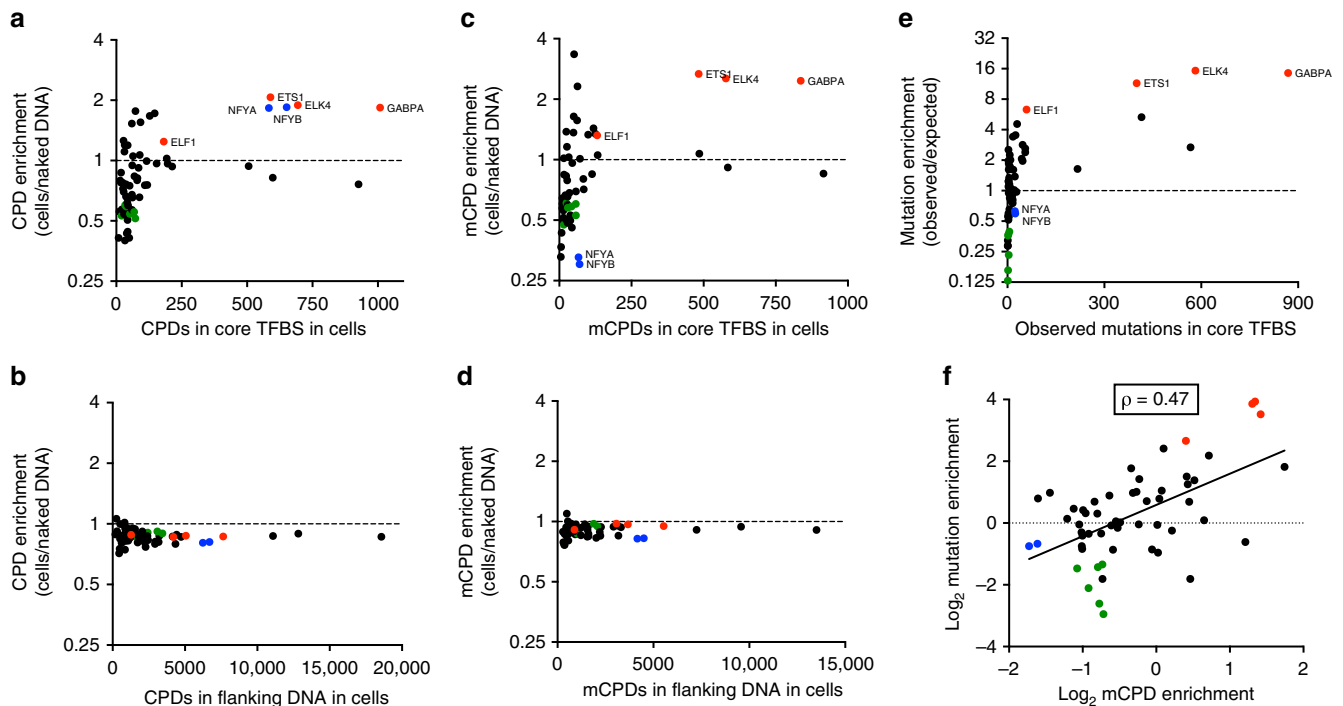 a
CPD enrichment
(cells/naked DNA)
4
2
1
0.5
0.25
ETS1
NFYA
ELK4
NFYB
GABPA
ELF1
0
250
500
750
1000
CPDs in core TFBS in cells
c
mCPD enrichment
(cells/naked DNA)
4
2
1
0.5
0.25
ETS1
ELK4
GABPA
ELF1
NFYA
NFYB
0
250
500
750
1000
mCPDs in core TFBS in cells
e
Mutation enrichment
(observed/expected)
32
16
8
4
2
1
0.5
0.25
0.125
ELK4
GABPA
ETS1
ELF1
NFYA
NFYB
0
300
600
900
Observed mutations in core TFBS
b
CPD enrichment
(cells/naked DNA)
4
2
1
0.5
0.25
0
5000
10,000
15,000
20,000
CPDs in flanking DNA in cells
d
mCPD enrichment
(cells/naked DNA)
4
2
1
0.5
0.25
0
5000
10,000
15,000
mCPDs in flanking DNA in cells
f
Log₂ mutation enrichment
ρ = 0.47
4
2
0
−2
−4
−2
−1
0
1
2
Log₂ mCPD enrichment